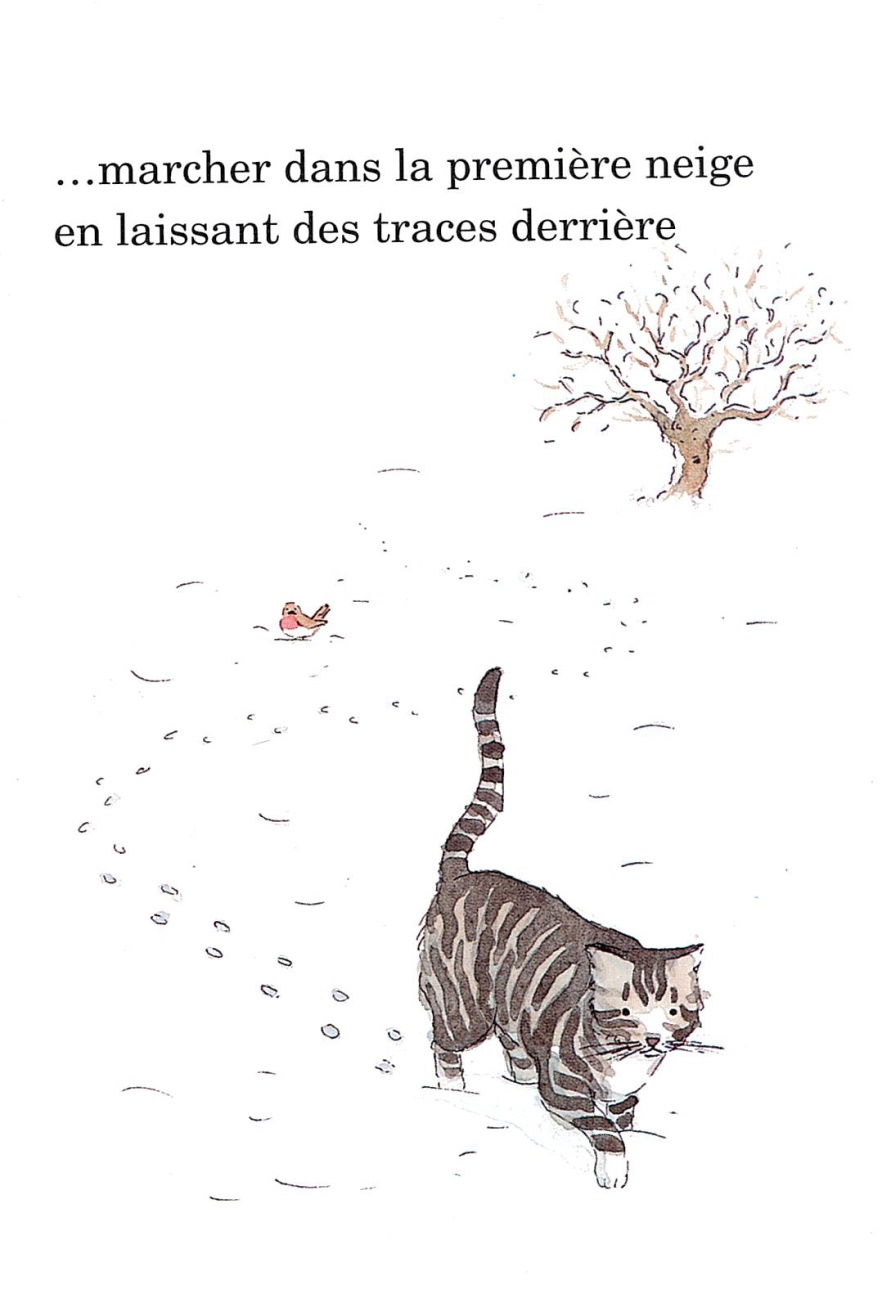 …marcher dans la première neige
en laissant des traces derrière